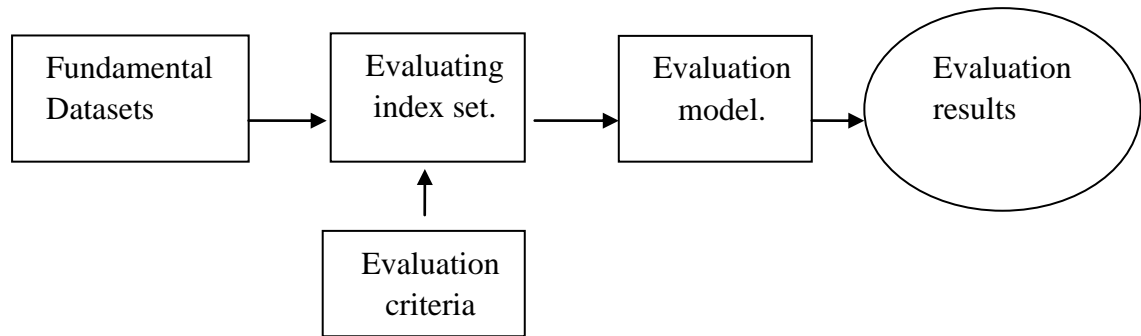 Fundamental
Datasets
Evaluating
index set.
Evaluation
model.
Evaluation
results
Evaluation
criteria